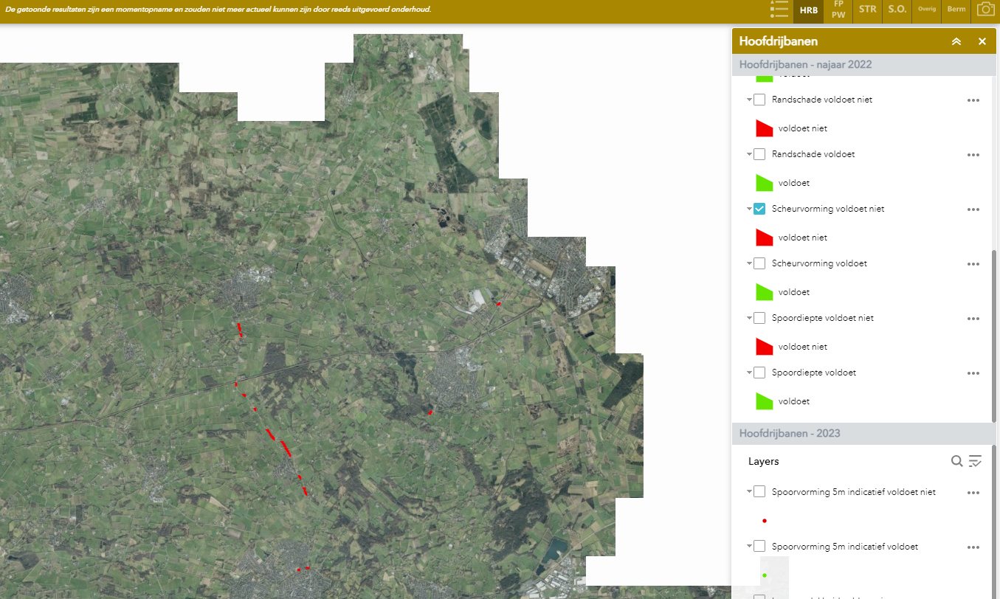 De getoonde resultaten zijn een momentopname en zouden niet meer actueel kunnen zijn door reeds uitgevoerd onderhoud.
HRB
FP
PW
STR
S.O.
Overig
Berm
Hoofdrijbanen
Hoofdrijbanen - najaar 2022
Randschade voldoet niet
voldoet niet
Randschade voldoet
voldoet
Scheurvorming voldoet niet
voldoet niet
Scheurvorming voldoet
voldoet
Spoordiepte voldoet niet
voldoet niet
Spoordiepte voldoet
voldoet
Hoofdrijbanen - 2023
Layers
Spoorvorming 5m indicatief voldoet niet
Spoorvorming 5m indicatief voldoet